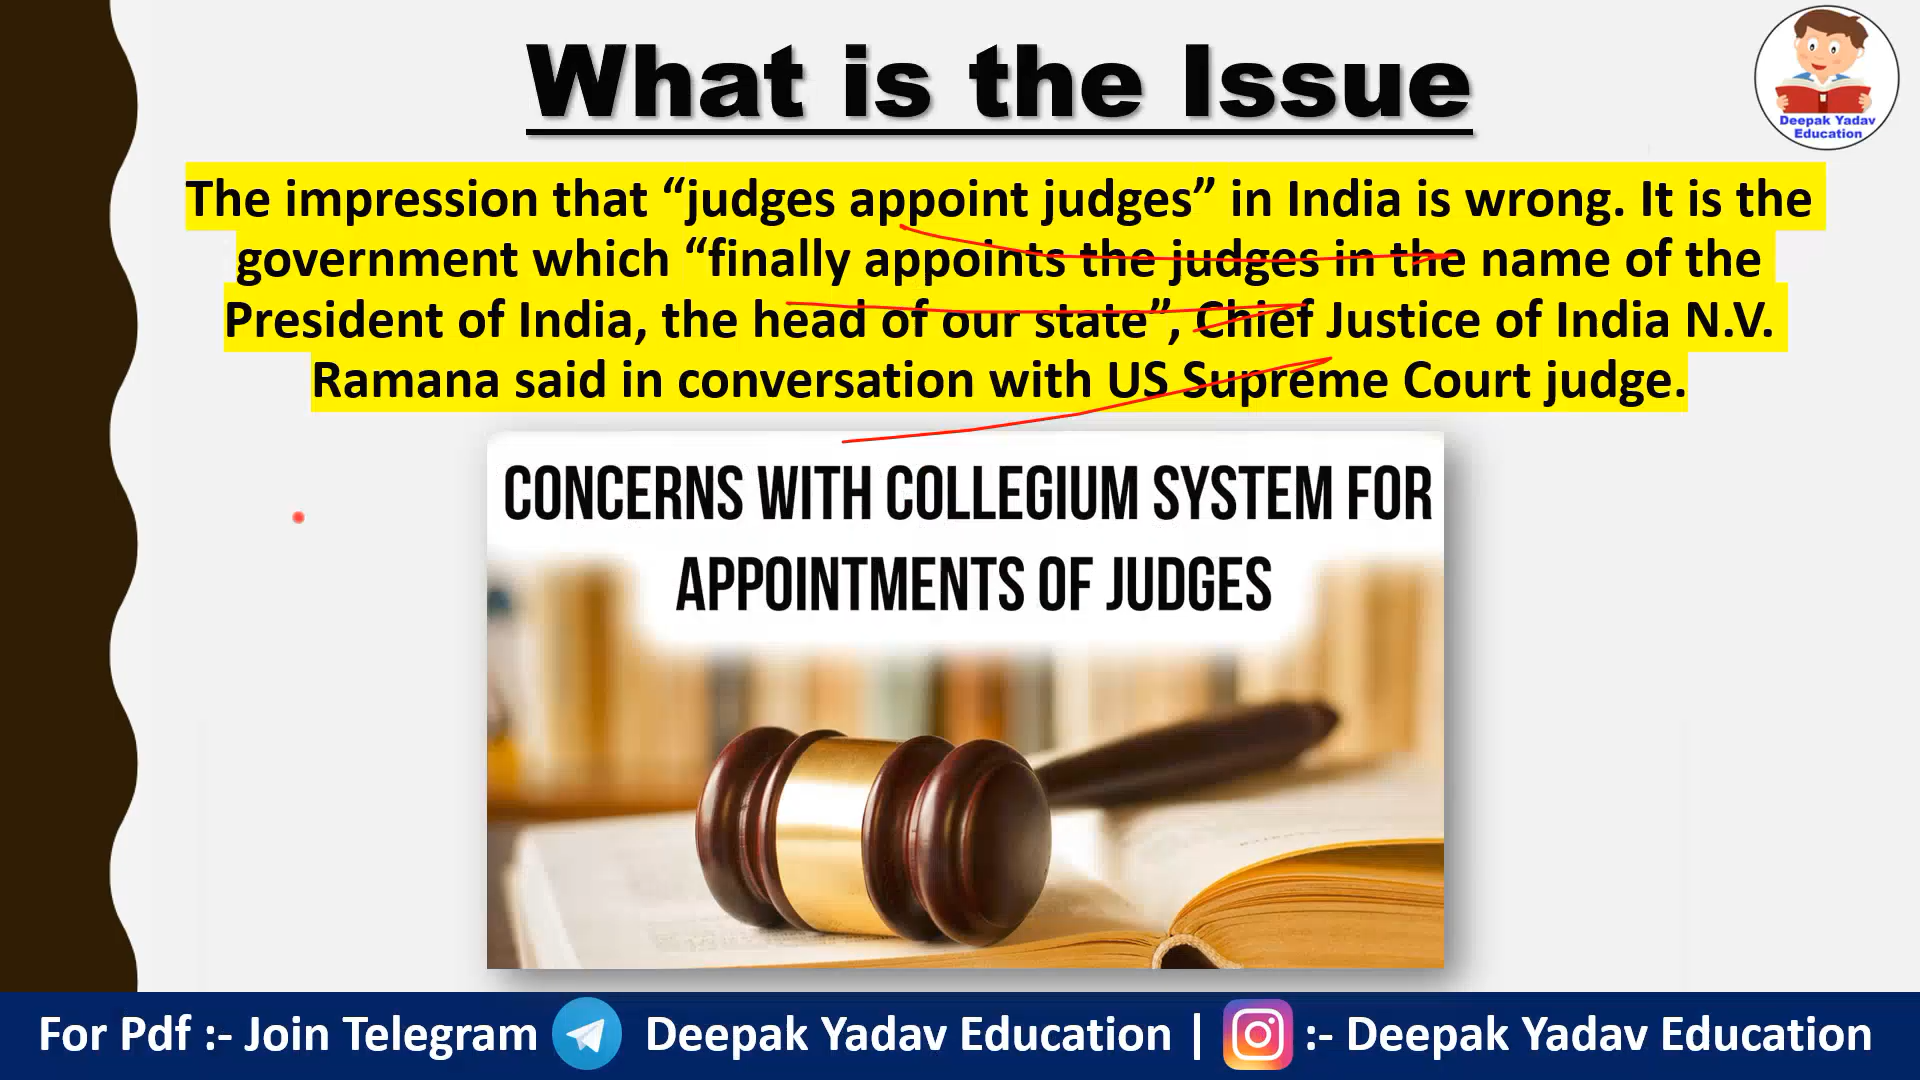 What is the Issue
Deepak Yadav
Education
The impression that “judges appoint judges” in India is wrong. It is the
government which “finally appoints the judges in the name of the
President of India, the head of our state”, Chief Justice of India N.V.
Ramana said in conversation with US Supreme Court judge.
CONCERNS WITH COLLEGIUM SYSTEM FOR
APPOINTMENTS OF JUDGES
For Pdf :- Join Telegram Deepak Yadav Education | :- Deepak Yadav Education